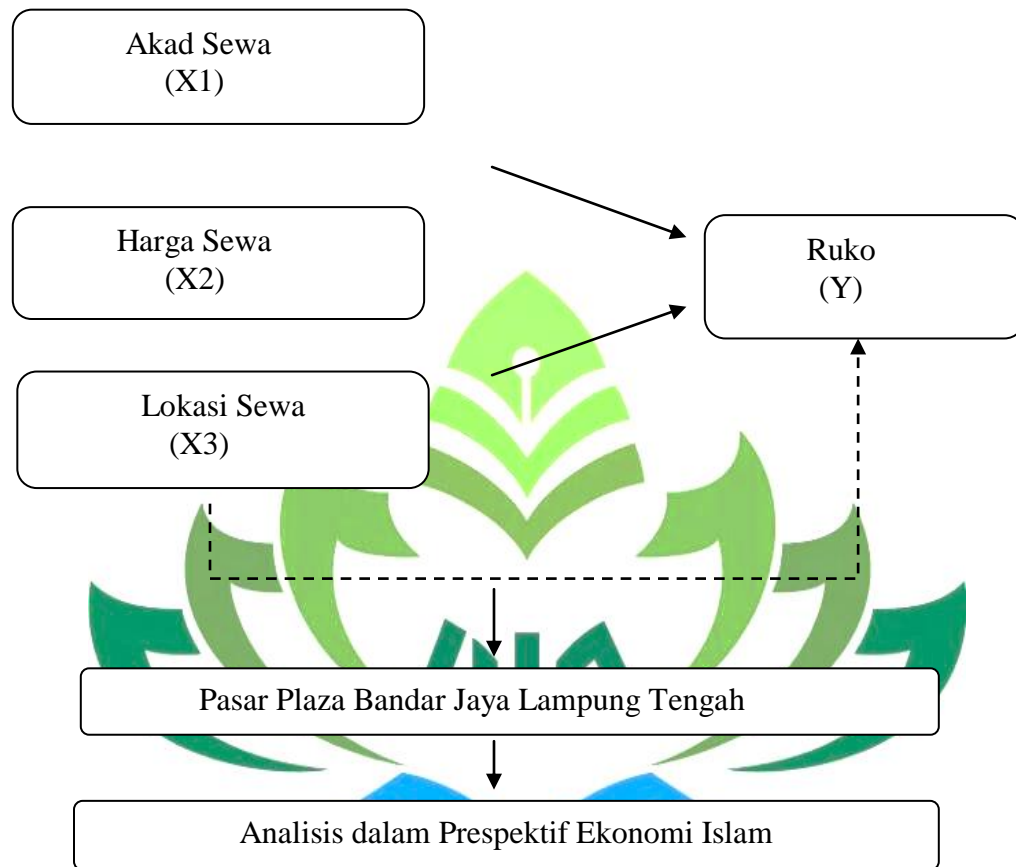 Akad Sewa
(X1)
Harga Sewa
(X2)
Ruko
(Y)
Lokasi Sewa
(X3)
Pasar Plaza Bandar Jaya Lampung Tengah
Analisis dalam Prespektif Ekonomi Islam